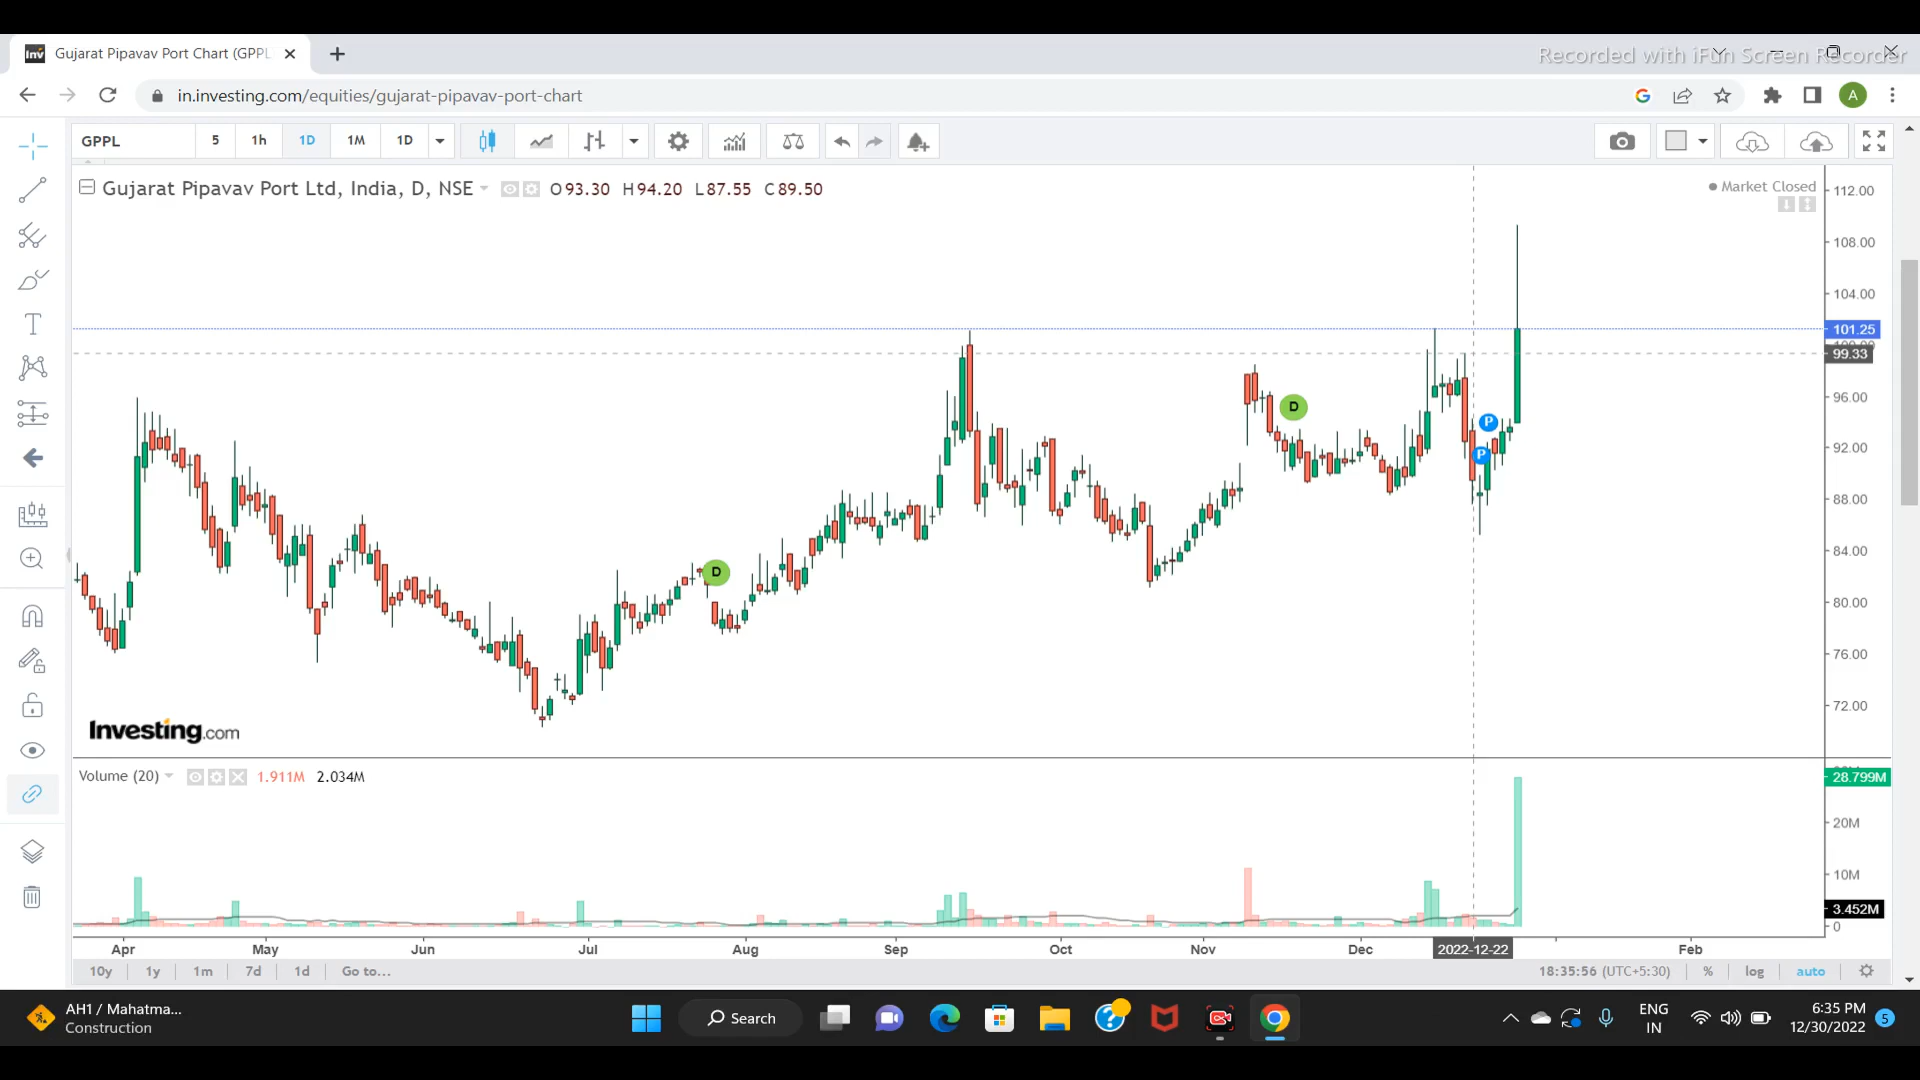 Gujarat Pipavav Port Chart (GPPL
Recorded with iFun Screen Recorder
in.investing.com/equities/gujarat-pipavav-port-chart
A
GPPL 5 1h 1D 1M 1D
Gujarat Pipavav Port Ltd, India, D, NSE O93.30 H94.20 L87.55 C89.50
Market Closed
112.00
108.00
104.00
101.25
99.33
96.00
92.00
88.00
84.00
80.00
76.00
72.00
D
D
P
P
Investing.com
Volume (20) 1.911M 2.034M
28.799M
20M
10M
3.452M
0
Apr May Jun Jul Aug Sep Oct Nov Dec 2022-12-22 Feb
10y 1y 1m 7d 1d Go to... 18:35:56 (UTC+5:30) % log auto
AH1 / Mahatma...
Construction
Search
ENG
IN
6:35 PM
12/30/2022
5